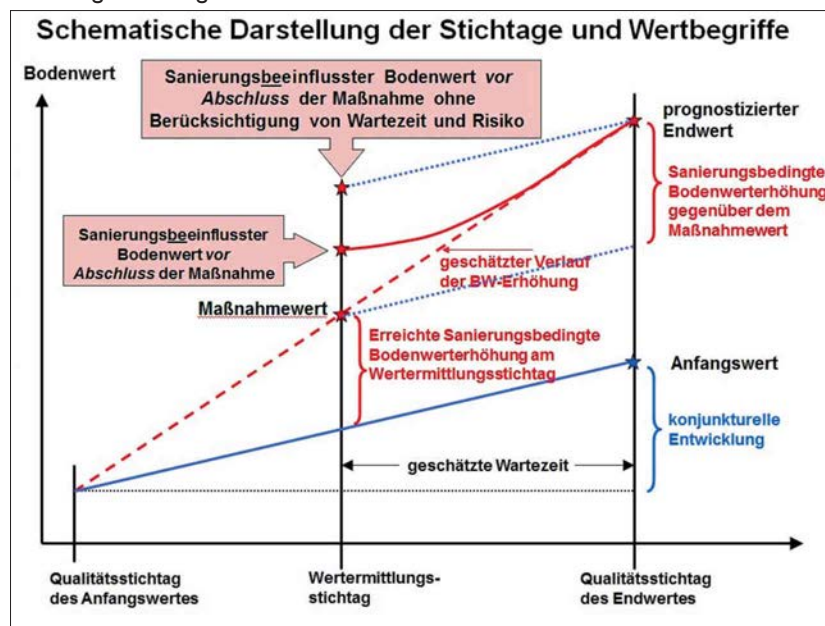 Schematische Darstellung der Stichtage und Wertbegriffe
Bodenwert
Sanierungsbeeinflusster Bodenwert vor
Abschluss der Maßnahme ohne
Berücksichtigung von Wartezeit und Risiko
prognostizierter
Endwert
Sanierungsbedingte
Bodenwerterhöhung
gegenüber dem
Maßnahmewert
Sanierungsbeeinflusster
Bodenwert vor
Abschluss der Maßnahme
geschätzter Verlauf
der BW-Erhöhung
Maßnahmewert
Erreichte Sanierungsbedingte
Bodenwerterhöhung am
Wertermittlungsstichtag
Anfangswert
konjunkturelle
Entwicklung
geschätzte Wartezeit
Qualitätsstichtag
des Anfangswertes
Wertermittlungs-
stichtag
Qualitätsstichtag
des Endwertes